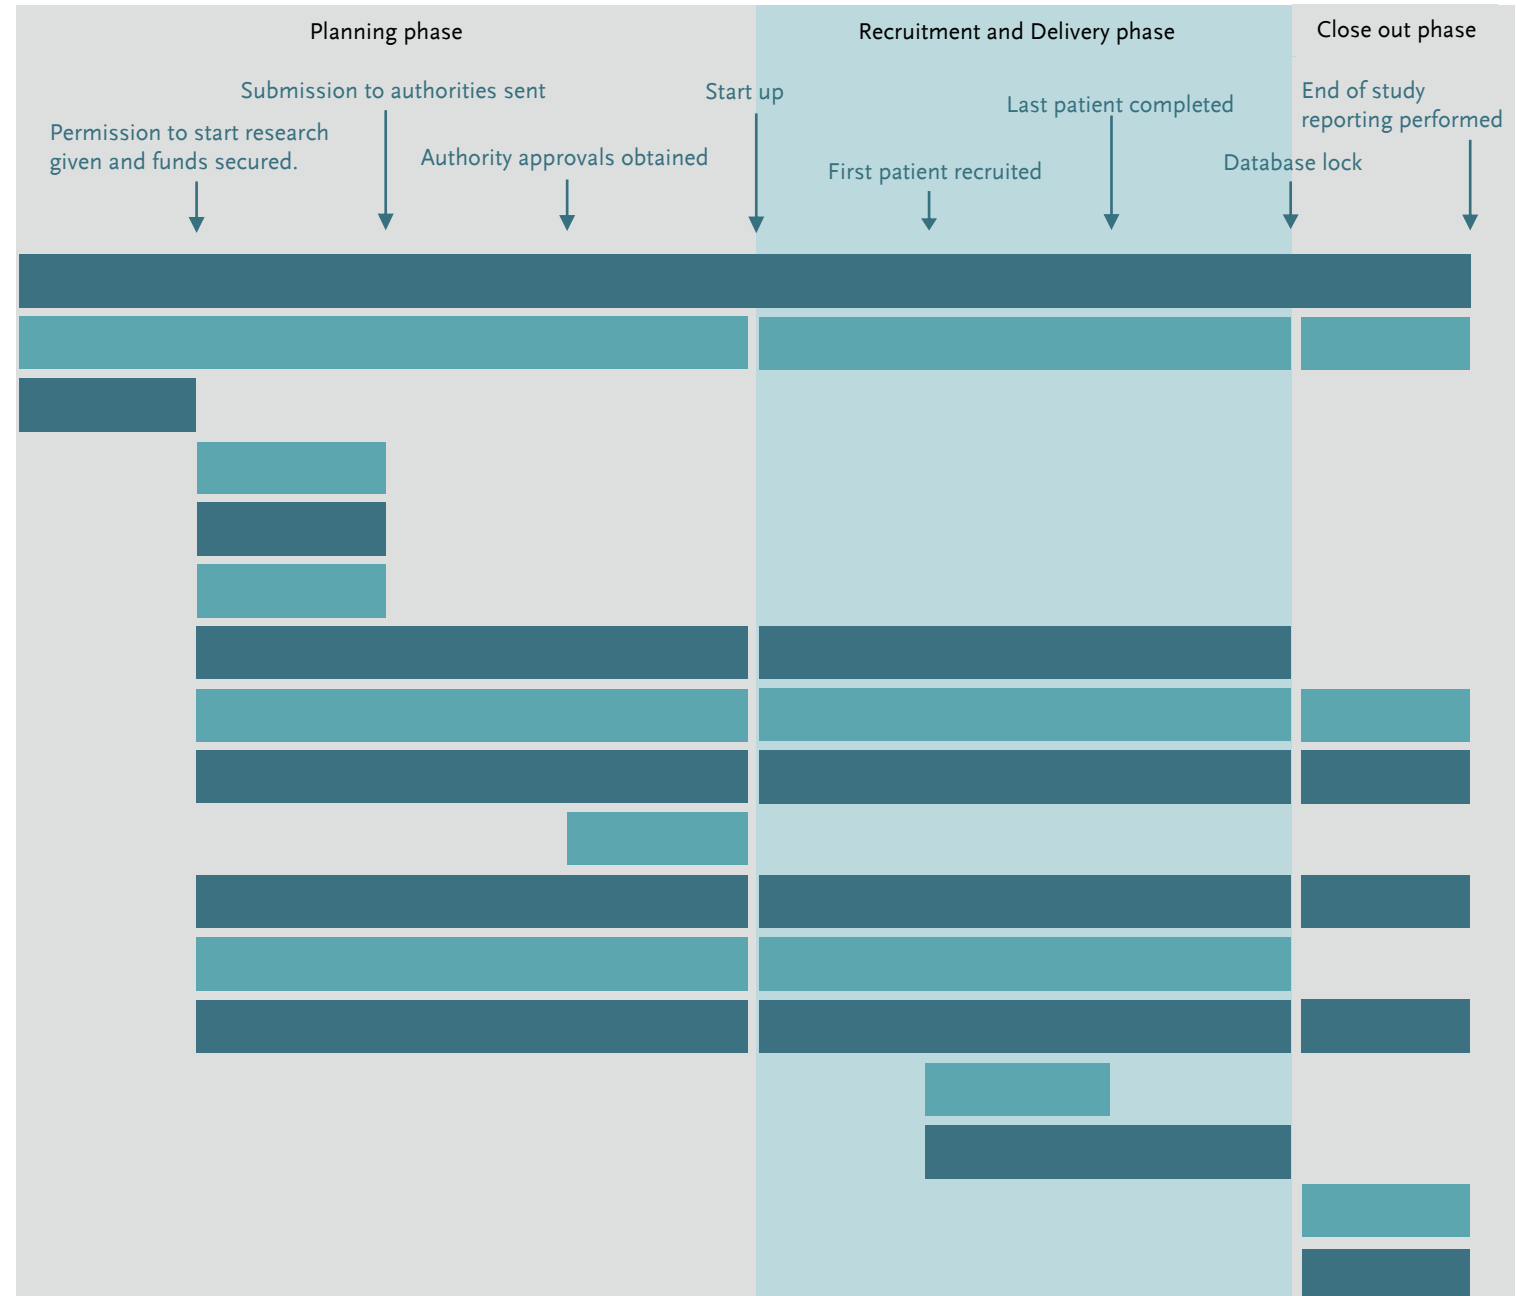 Planning phase
Recruitment and Delivery phase
Close out phase
Submission to authorities sent
Start up
Last patient completed
End of study
reporting performed
Permission to start research
given and funds secured.
Authority approvals obtained
First patient recruited
Database lock